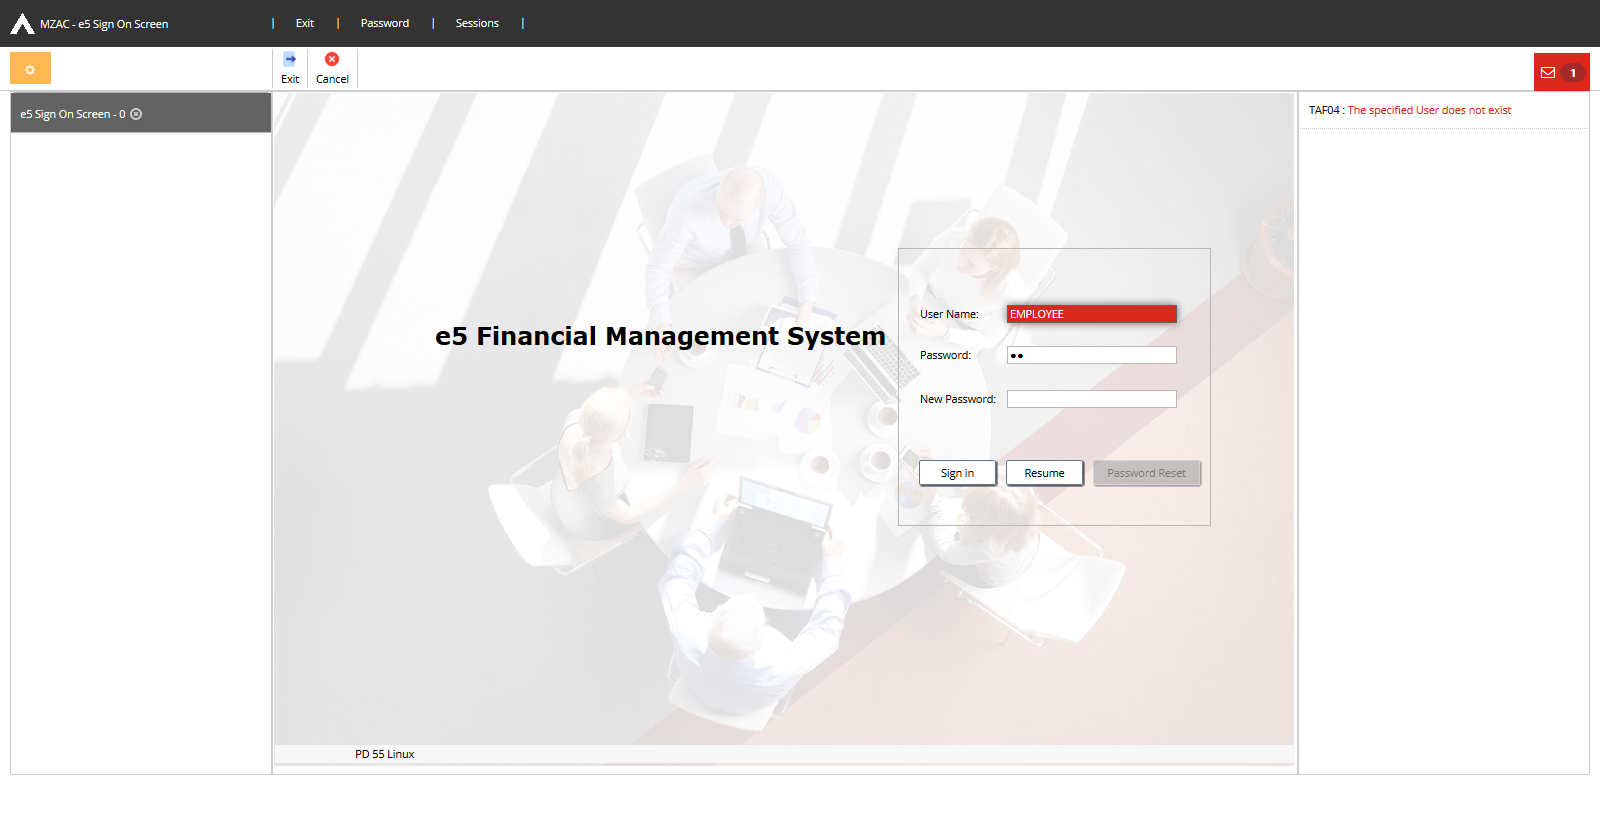 MZAC - e5 Sign On Screen | Exit | Password | Sessions |
Exit Cancel
1
e5 Sign On Screen - 0
TAF04 : The specified User does not exist
e5 Financial Management System
User Name: EMPLOYEE
Password: ●●
New Password:
Sign in Resume Password Reset
PD 55 Linux